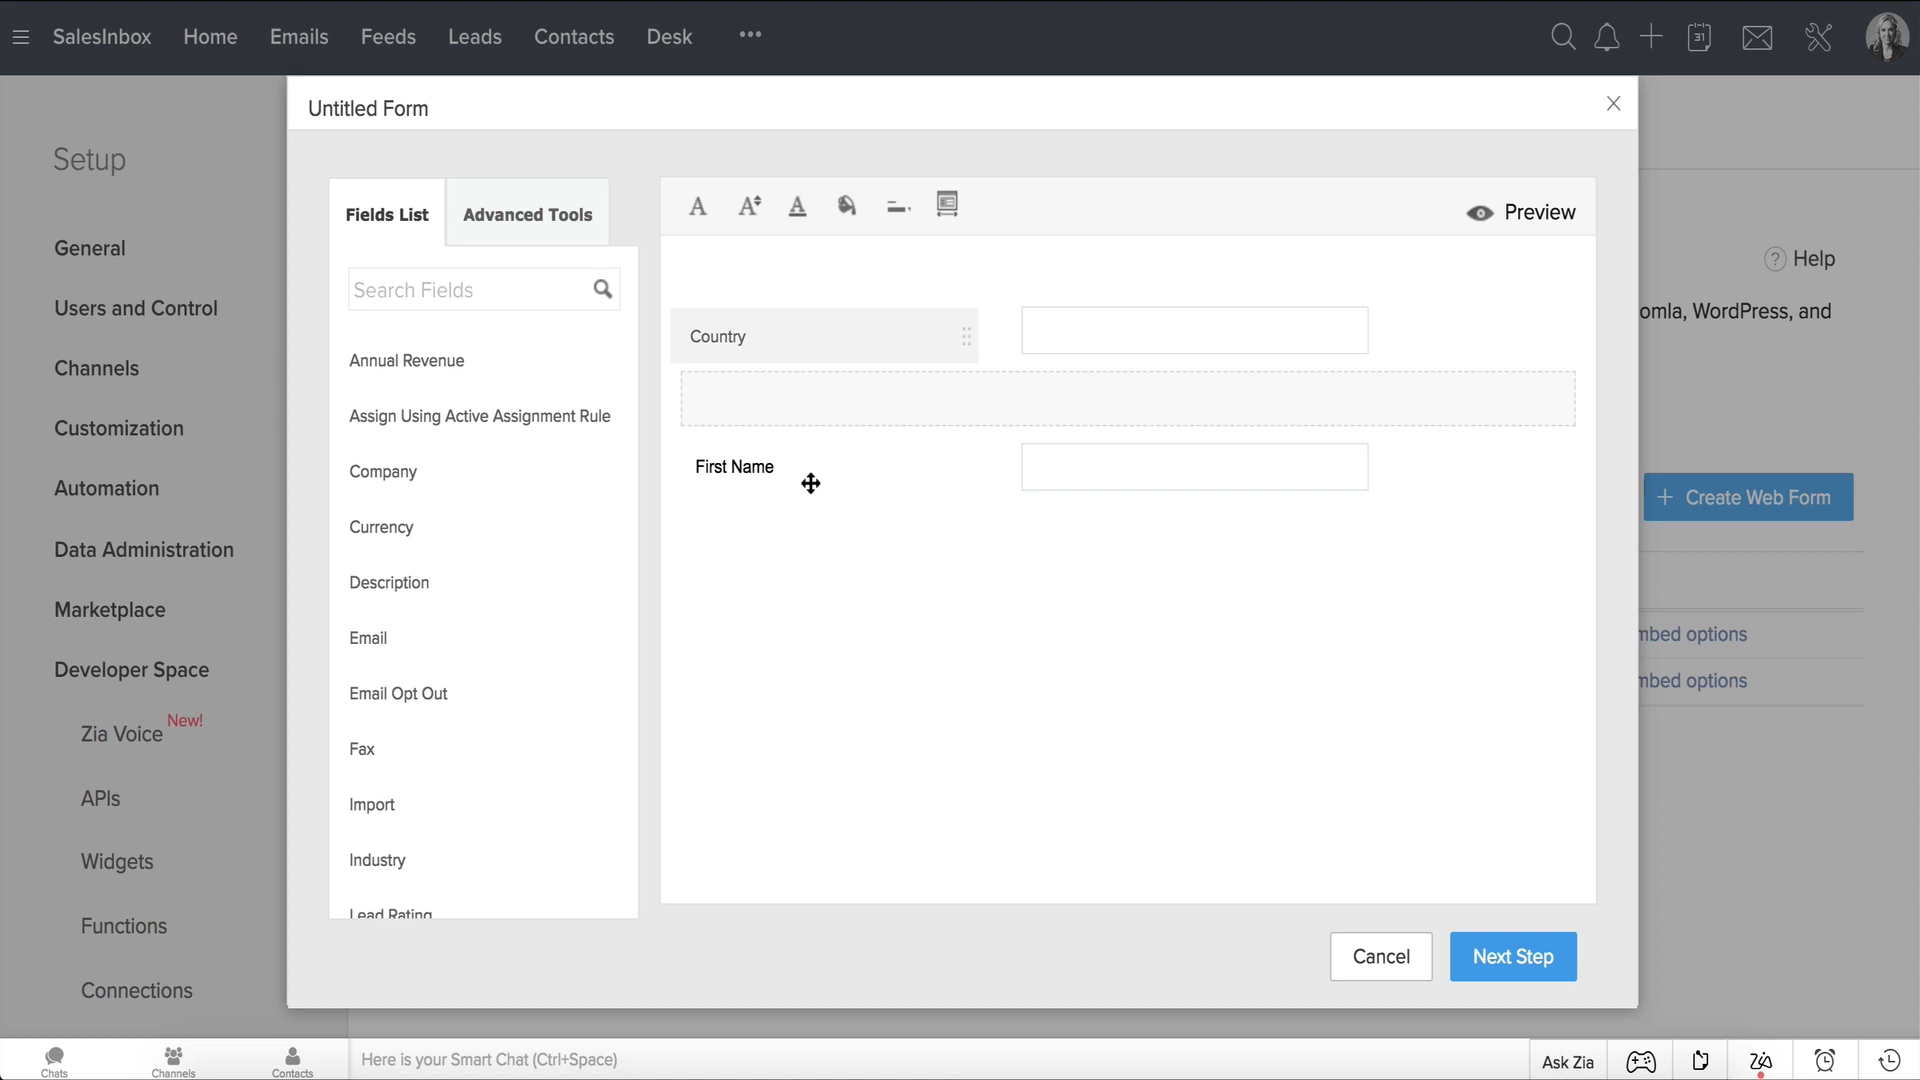 SalesInbox Home Emails Feeds Leads Contacts Desk •••
31
Untitled Form
Setup
General
Users and Control
Channels
Customization
Automation
Data Administration
Marketplace
Developer Space
Zia Voice New!
APIs
Widgets
Functions
Connections
Fields List Advanced Tools
Search Fields
Annual Revenue
Assign Using Active Assignment Rule
Company
Currency
Description
Email
Email Opt Out
Fax
Import
Industry
Lead Rating
A A A
Preview
Country
First Name
Cancel Next Step
? Help
omla, WordPress, and
+ Create Web Form
mbed options
mbed options
Chats Channels Contacts
Here is your Smart Chat (Ctrl+Space)
Ask Zia